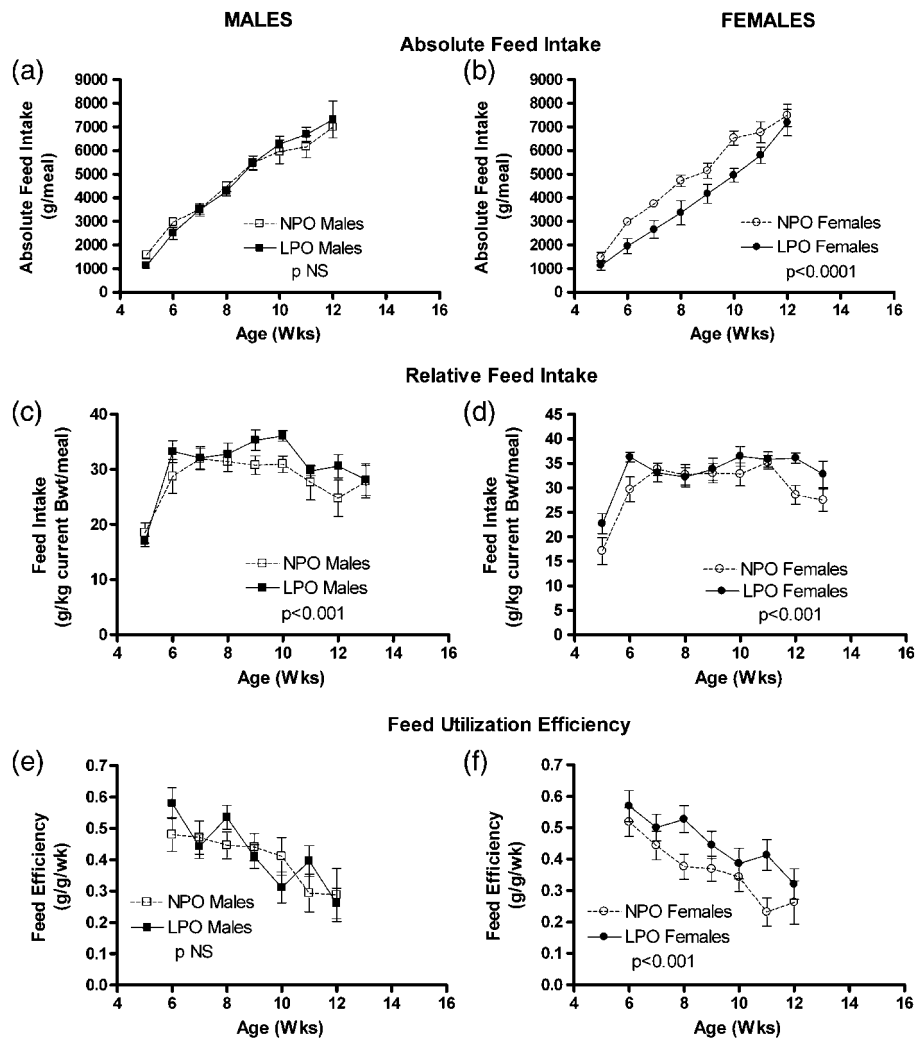 MALES FEMALES
Absolute Feed Intake
(a) (b)
Absolute Feed Intake
(g/meal)
9000
8000
7000
6000
5000
4000
3000
2000
1000
0
NPO Males
LPO Males
p NS
4 6 8 10 12 14 16
Age (Wks)
Absolute Feed Intake
(g/meal)
9000
8000
7000
6000
5000
4000
3000
2000
1000
0
NPO Females
LPO Females
p<0.0001
4 6 8 10 12 14 16
Age (Wks)
Relative Feed Intake
(c) (d)
Feed Intake
(g/kg current Bwt/meal)
40
30
20
10
0
NPO Males
LPO Males
p<0.001
4 6 8 10 12 14 16
Age (Wks)
Feed Intake
(g/kg current Bwt/meal)
45
40
35
30
25
20
15
10
5
0
NPO Females
LPO Females
p<0.001
4 6 8 10 12 14 16
Age (Wks)
Feed Utilization Efficiency
(e) (f)
Feed Efficiency
(g/g/wk)
0.7
0.6
0.5
0.4
0.3
0.2
0.1
0.0
NPO Males
LPO Males
p NS
4 6 8 10 12 14 16
Age (Wks)
Feed Efficiency
(g/g/wk)
0.7
0.6
0.5
0.4
0.3
0.2
0.1
0.0
NPO Females
LPO Females
p<0.001
4 6 8 10 12 14 16
Age (Wks)